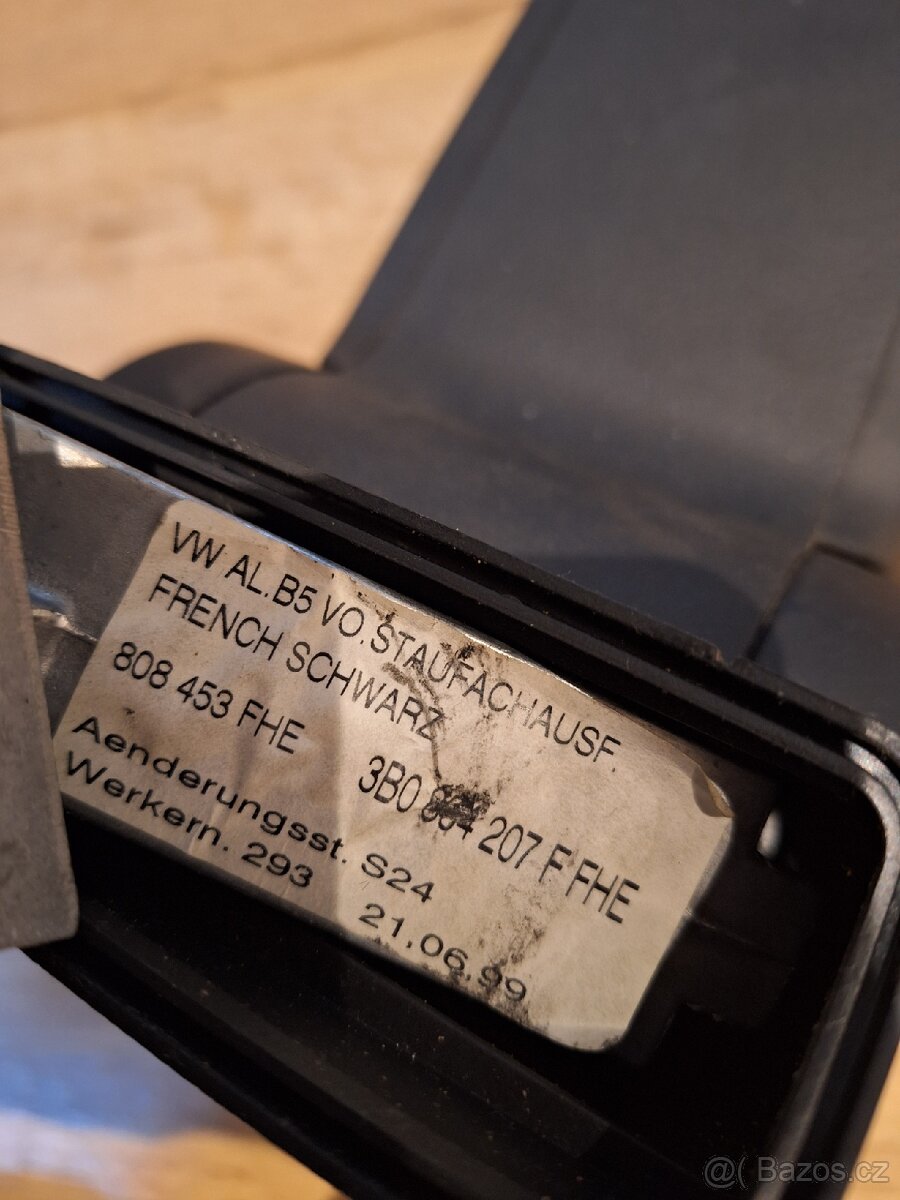 VW AL.B5 VO.STAUFACHAUSF.
FRENCH SCHWARZ
808 453 FHE
3B0 864 207 F FHE
Aenderungsst. S24
Werkern. 293
21.06.99
@( Bazos.cz